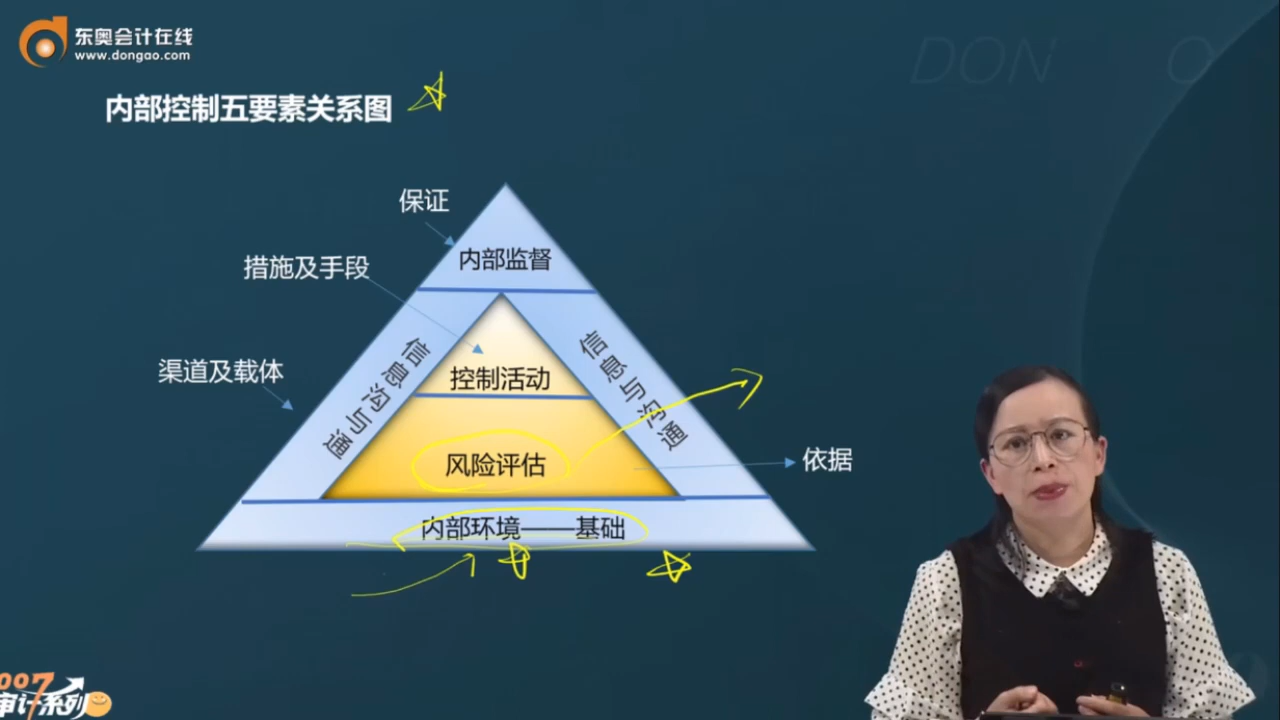 东奥会计在线
www.dongao.com
DON O
内部控制五要素关系图
保证
内部监督
措施及手段
渠道及载体
信息沟与通
信息与沟通
控制活动
风险评估
依据
内部环境——基础
007
审计系列